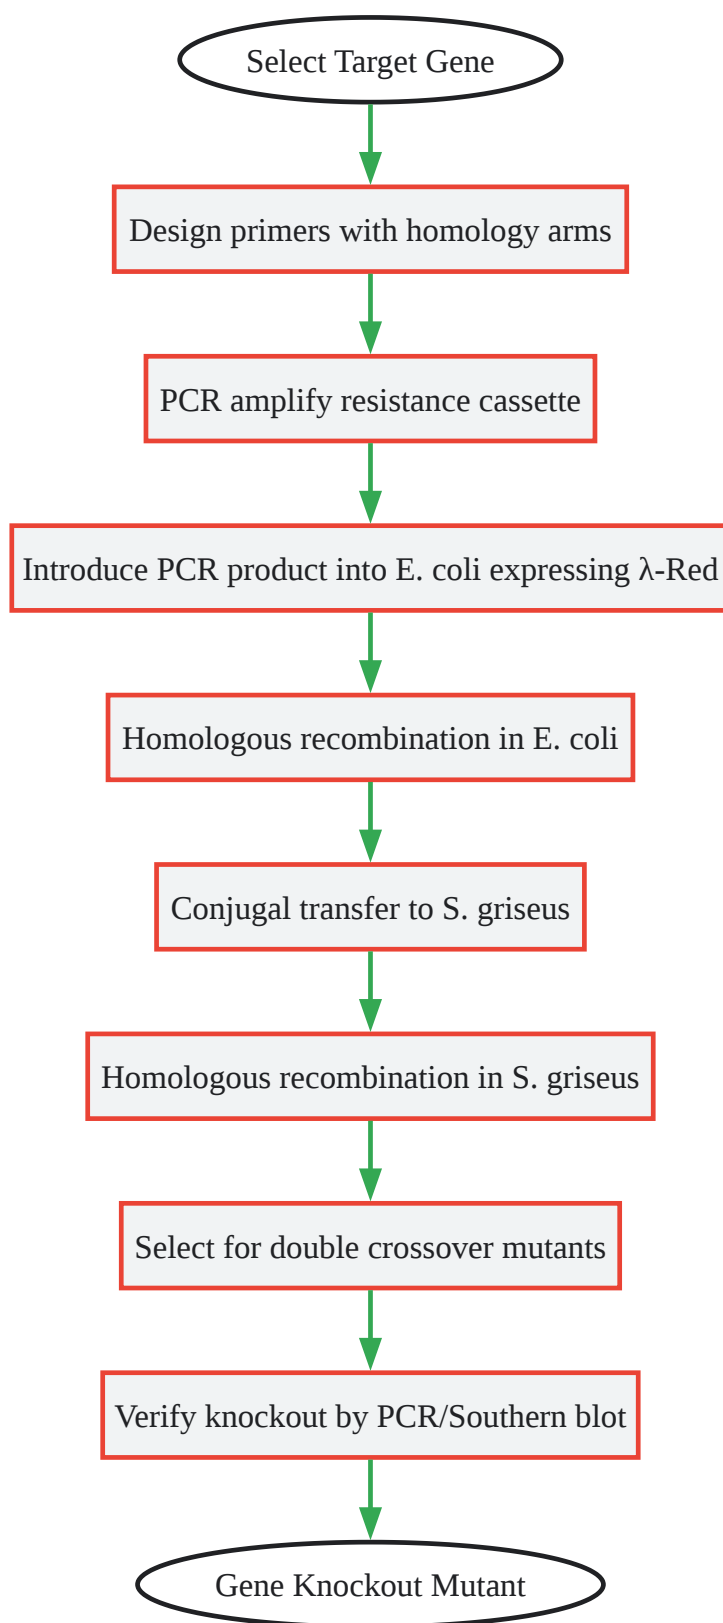 Select Target Gene
Design primers with homology arms
PCR amplify resistance cassette
Introduce PCR product into E. coli expressing λ-Red
Homologous recombination in E. coli
Conjugal transfer to S. griseus
Homologous recombination in S. griseus
Select for double crossover mutants
Verify knockout by PCR/Southern blot
Gene Knockout Mutant